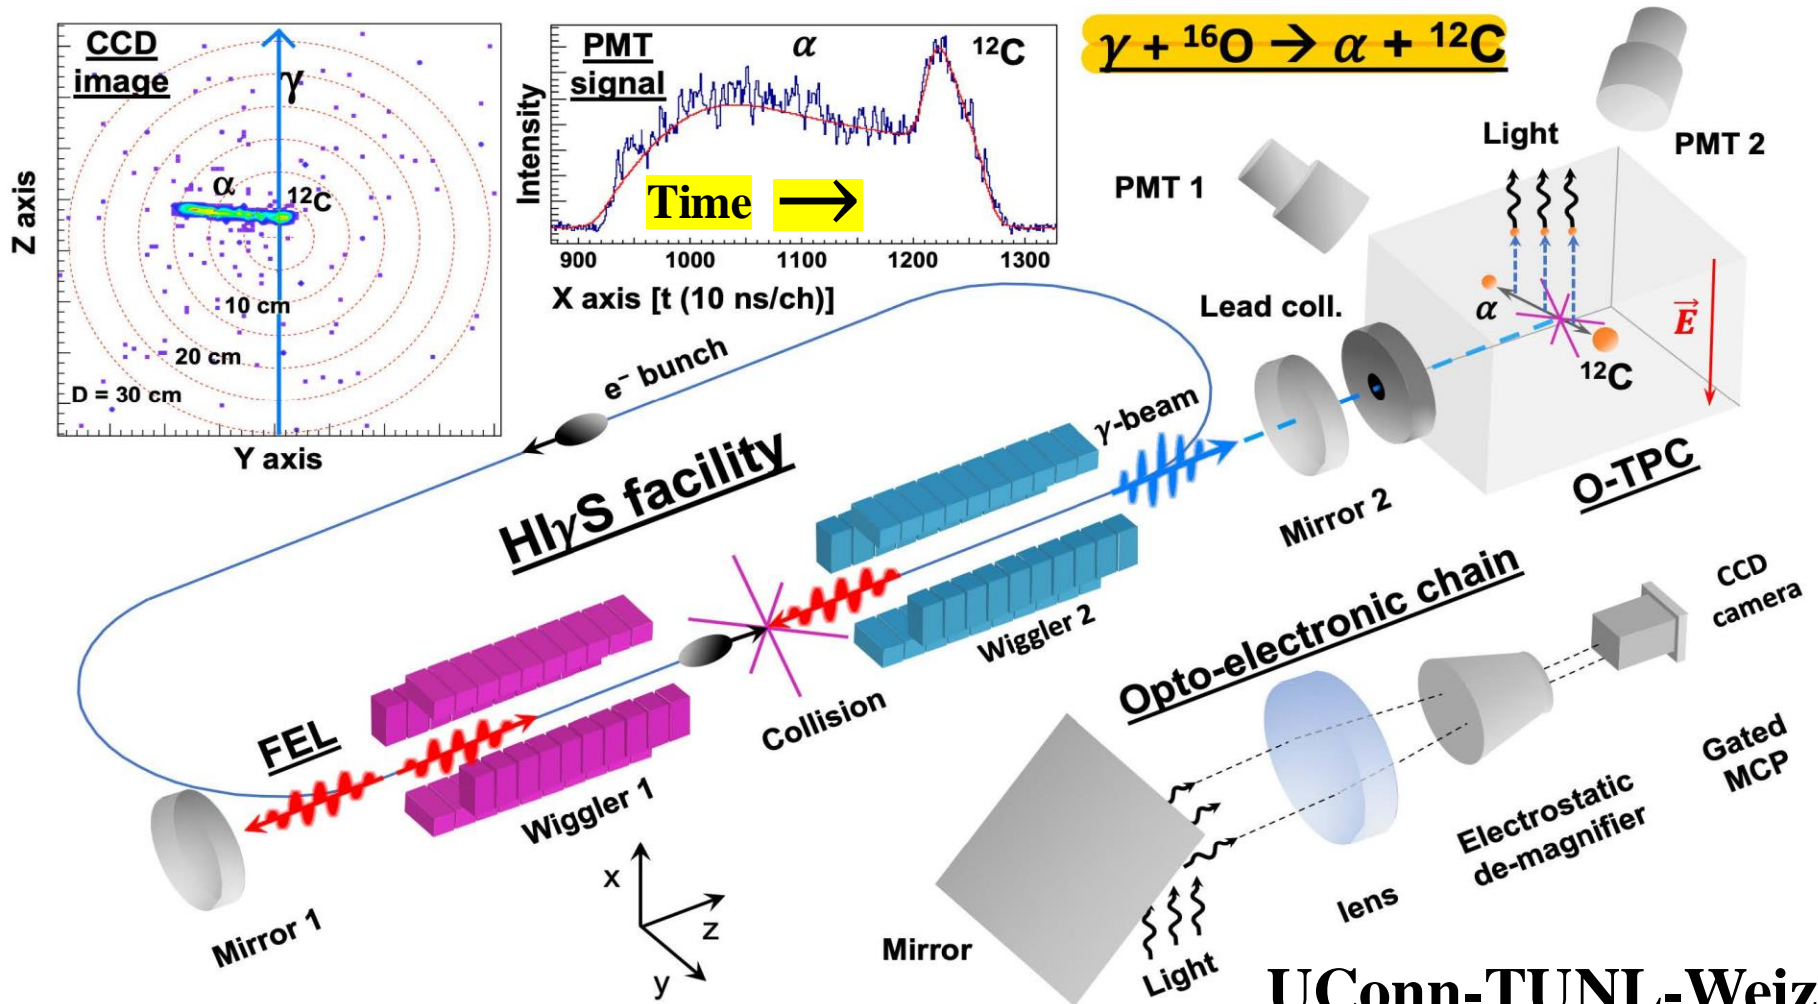 CCD
image
γ
α
¹²C
10 cm
20 cm
D = 30 cm
Z axis
Y axis
PMT
signal
α
¹²C
Intensity
Time →
900 1000 1100 1200 1300
X axis [t (10 ns/ch)]
γ + ¹⁶O → α + ¹²C
PMT 1
Light
PMT 2
Lead coll.
α
¹²C
E⃗
O-TPC
Mirror 2
e⁻ bunch
HIγS facility
γ-beam
Wiggler 2
Collision
FEL
Wiggler 1
Mirror 1
x
z
y
Opto-electronic chain
CCD
camera
Gated
MCP
Electrostatic
de-magnifier
lens
Mirror
Light
UConn-TUNL-Weiz